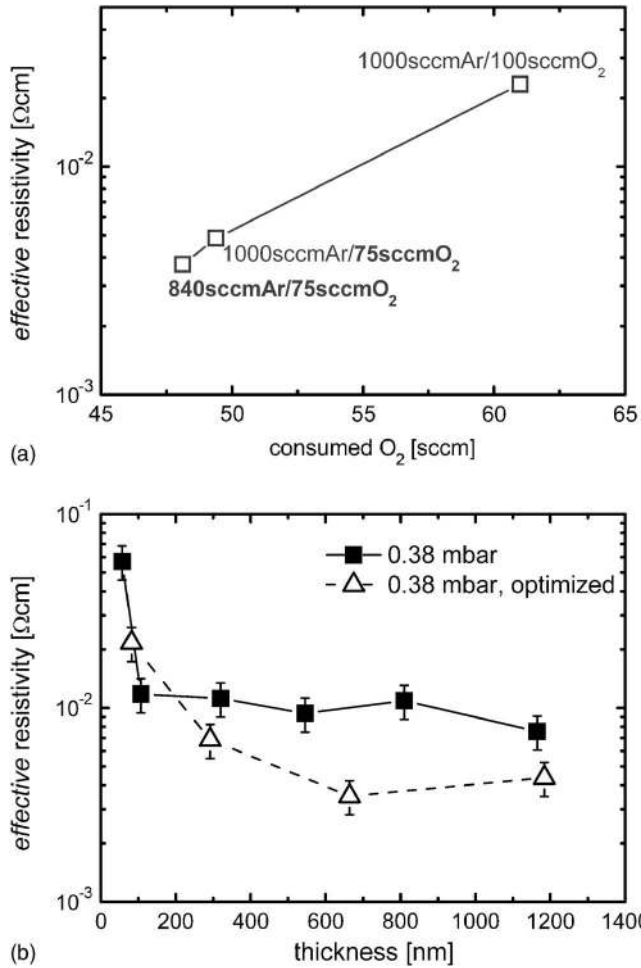 1000sccmAr/100sccmO₂
10⁻²
effective resistivity [Ωcm]
1000sccmAr/75sccmO₂
840sccmAr/75sccmO₂
10⁻³
45 50 55 60 65
consumed O₂ [sccm]
(a)
10⁻¹
0.38 mbar
0.38 mbar, optimized
effective resistivity [Ωcm]
10⁻²
10⁻³
0 200 400 600 800 1000 1200 1400
thickness [nm]
(b)